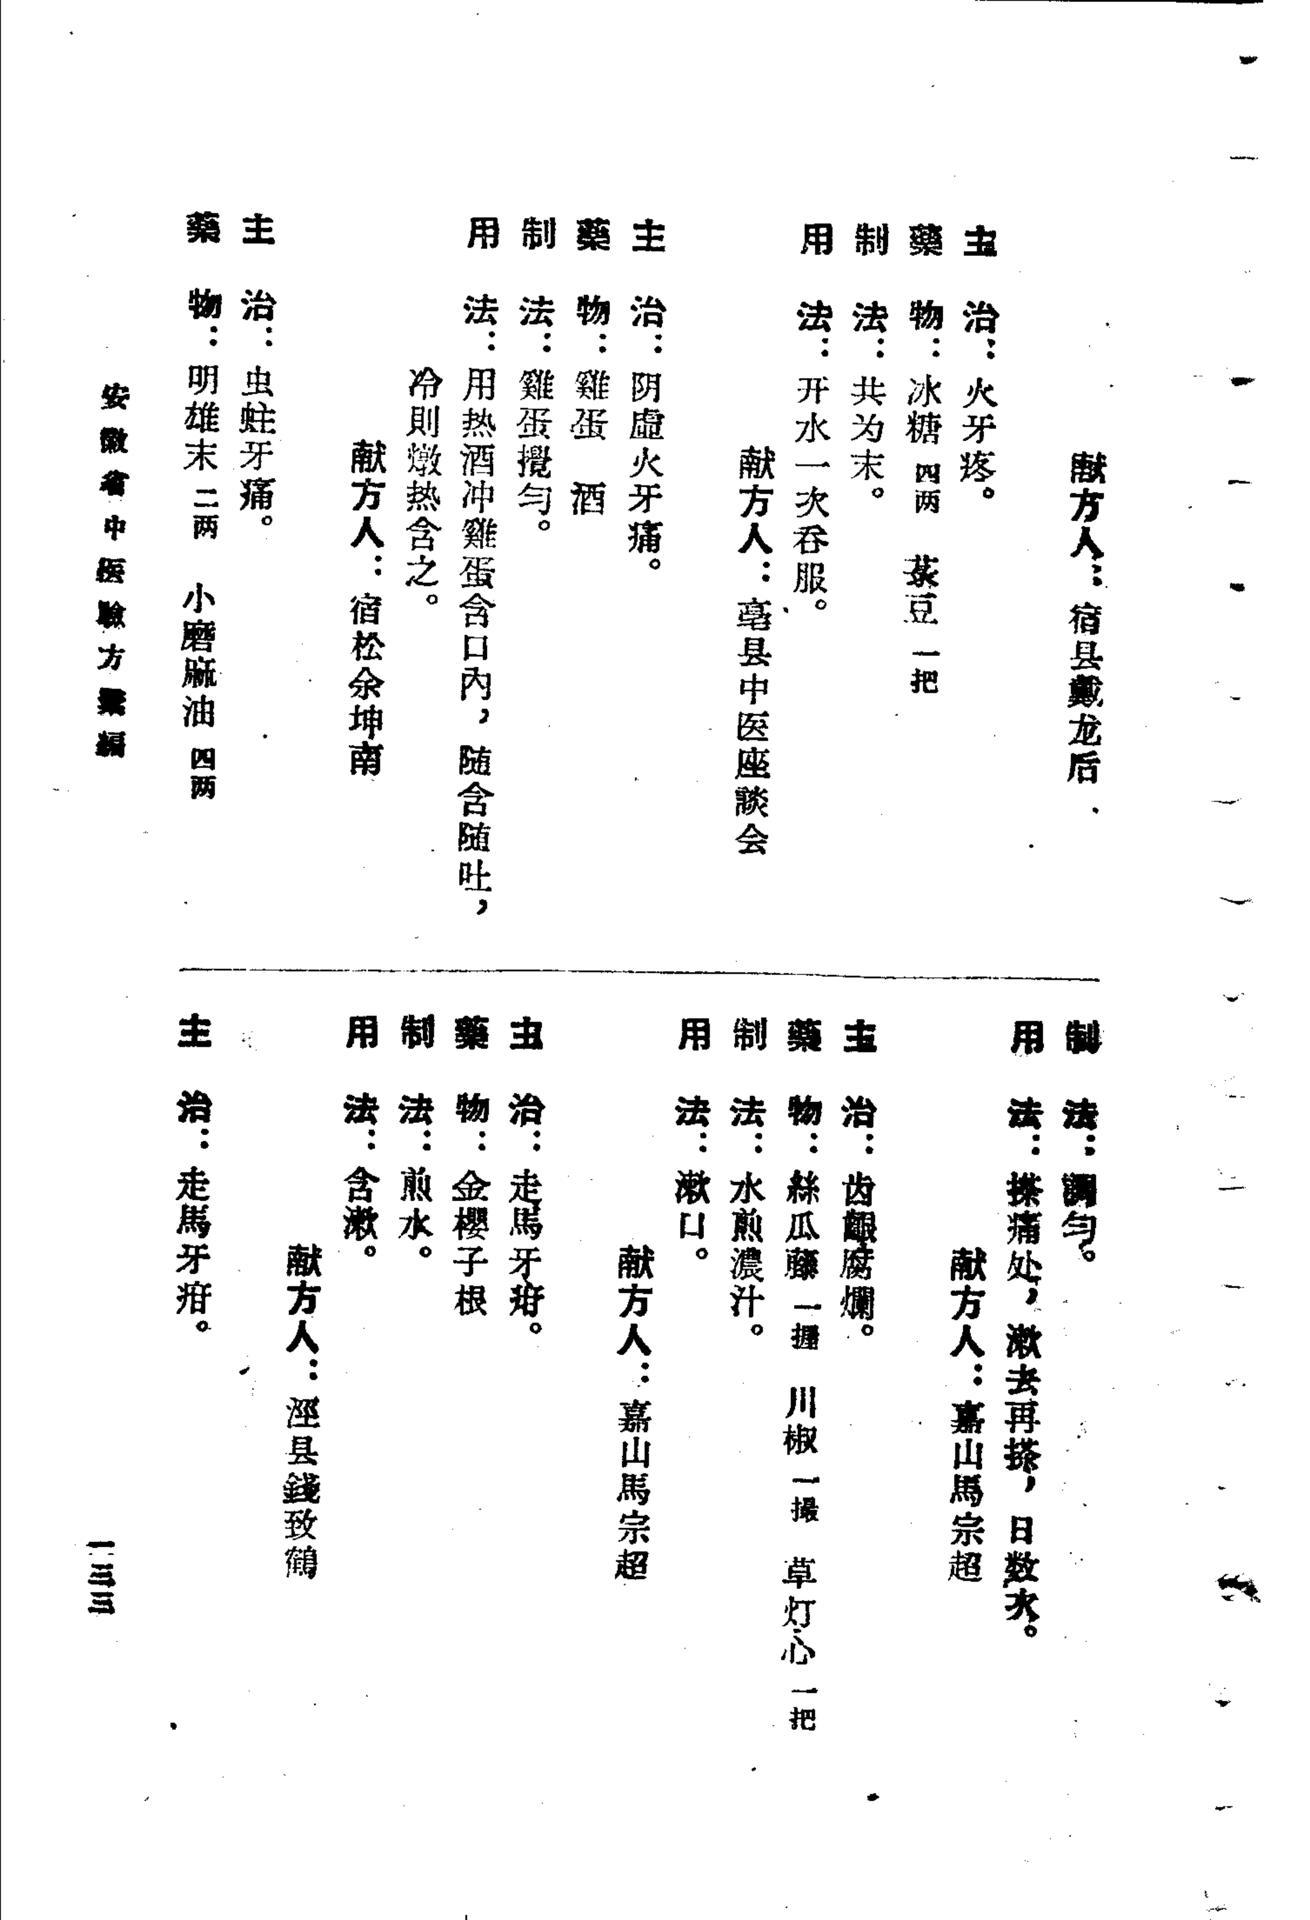 献方人：宿县戴龙后
主　治：火牙疼。
藥　物：冰糖四两　菉豆一把
制　法：共为末。
用　法：开水一次吞服。
献方人：亳县中医座談会
主　治：阴虛火牙痛。
藥　物：雞蛋　酒
制　法：雞蛋攪匀。
用　法：用热酒冲雞蛋含口內，随含随吐，
冷則燉热含之。
献方人：宿松余坤南
主　治：虫蛀牙痛。
藥　物：明雄末二两　小磨麻油四两
制　法：調匀。
用　法：搽痛处，漱去再搽，日数次。
献方人：嘉山馬宗超
主　治：齿齦腐爛。
藥　物：絲瓜藤一握　川椒一撮　草灯心一把
制　法：水煎濃汁。
用　法：漱口。
献方人：嘉山馬宗超
主　治：走馬牙疳。
藥　物：金櫻子根
制　法：煎水。
用　法：含漱。
献方人：涇县錢致鶴
主　治：走馬牙疳。
安徽省中医驗方彙編
一三三